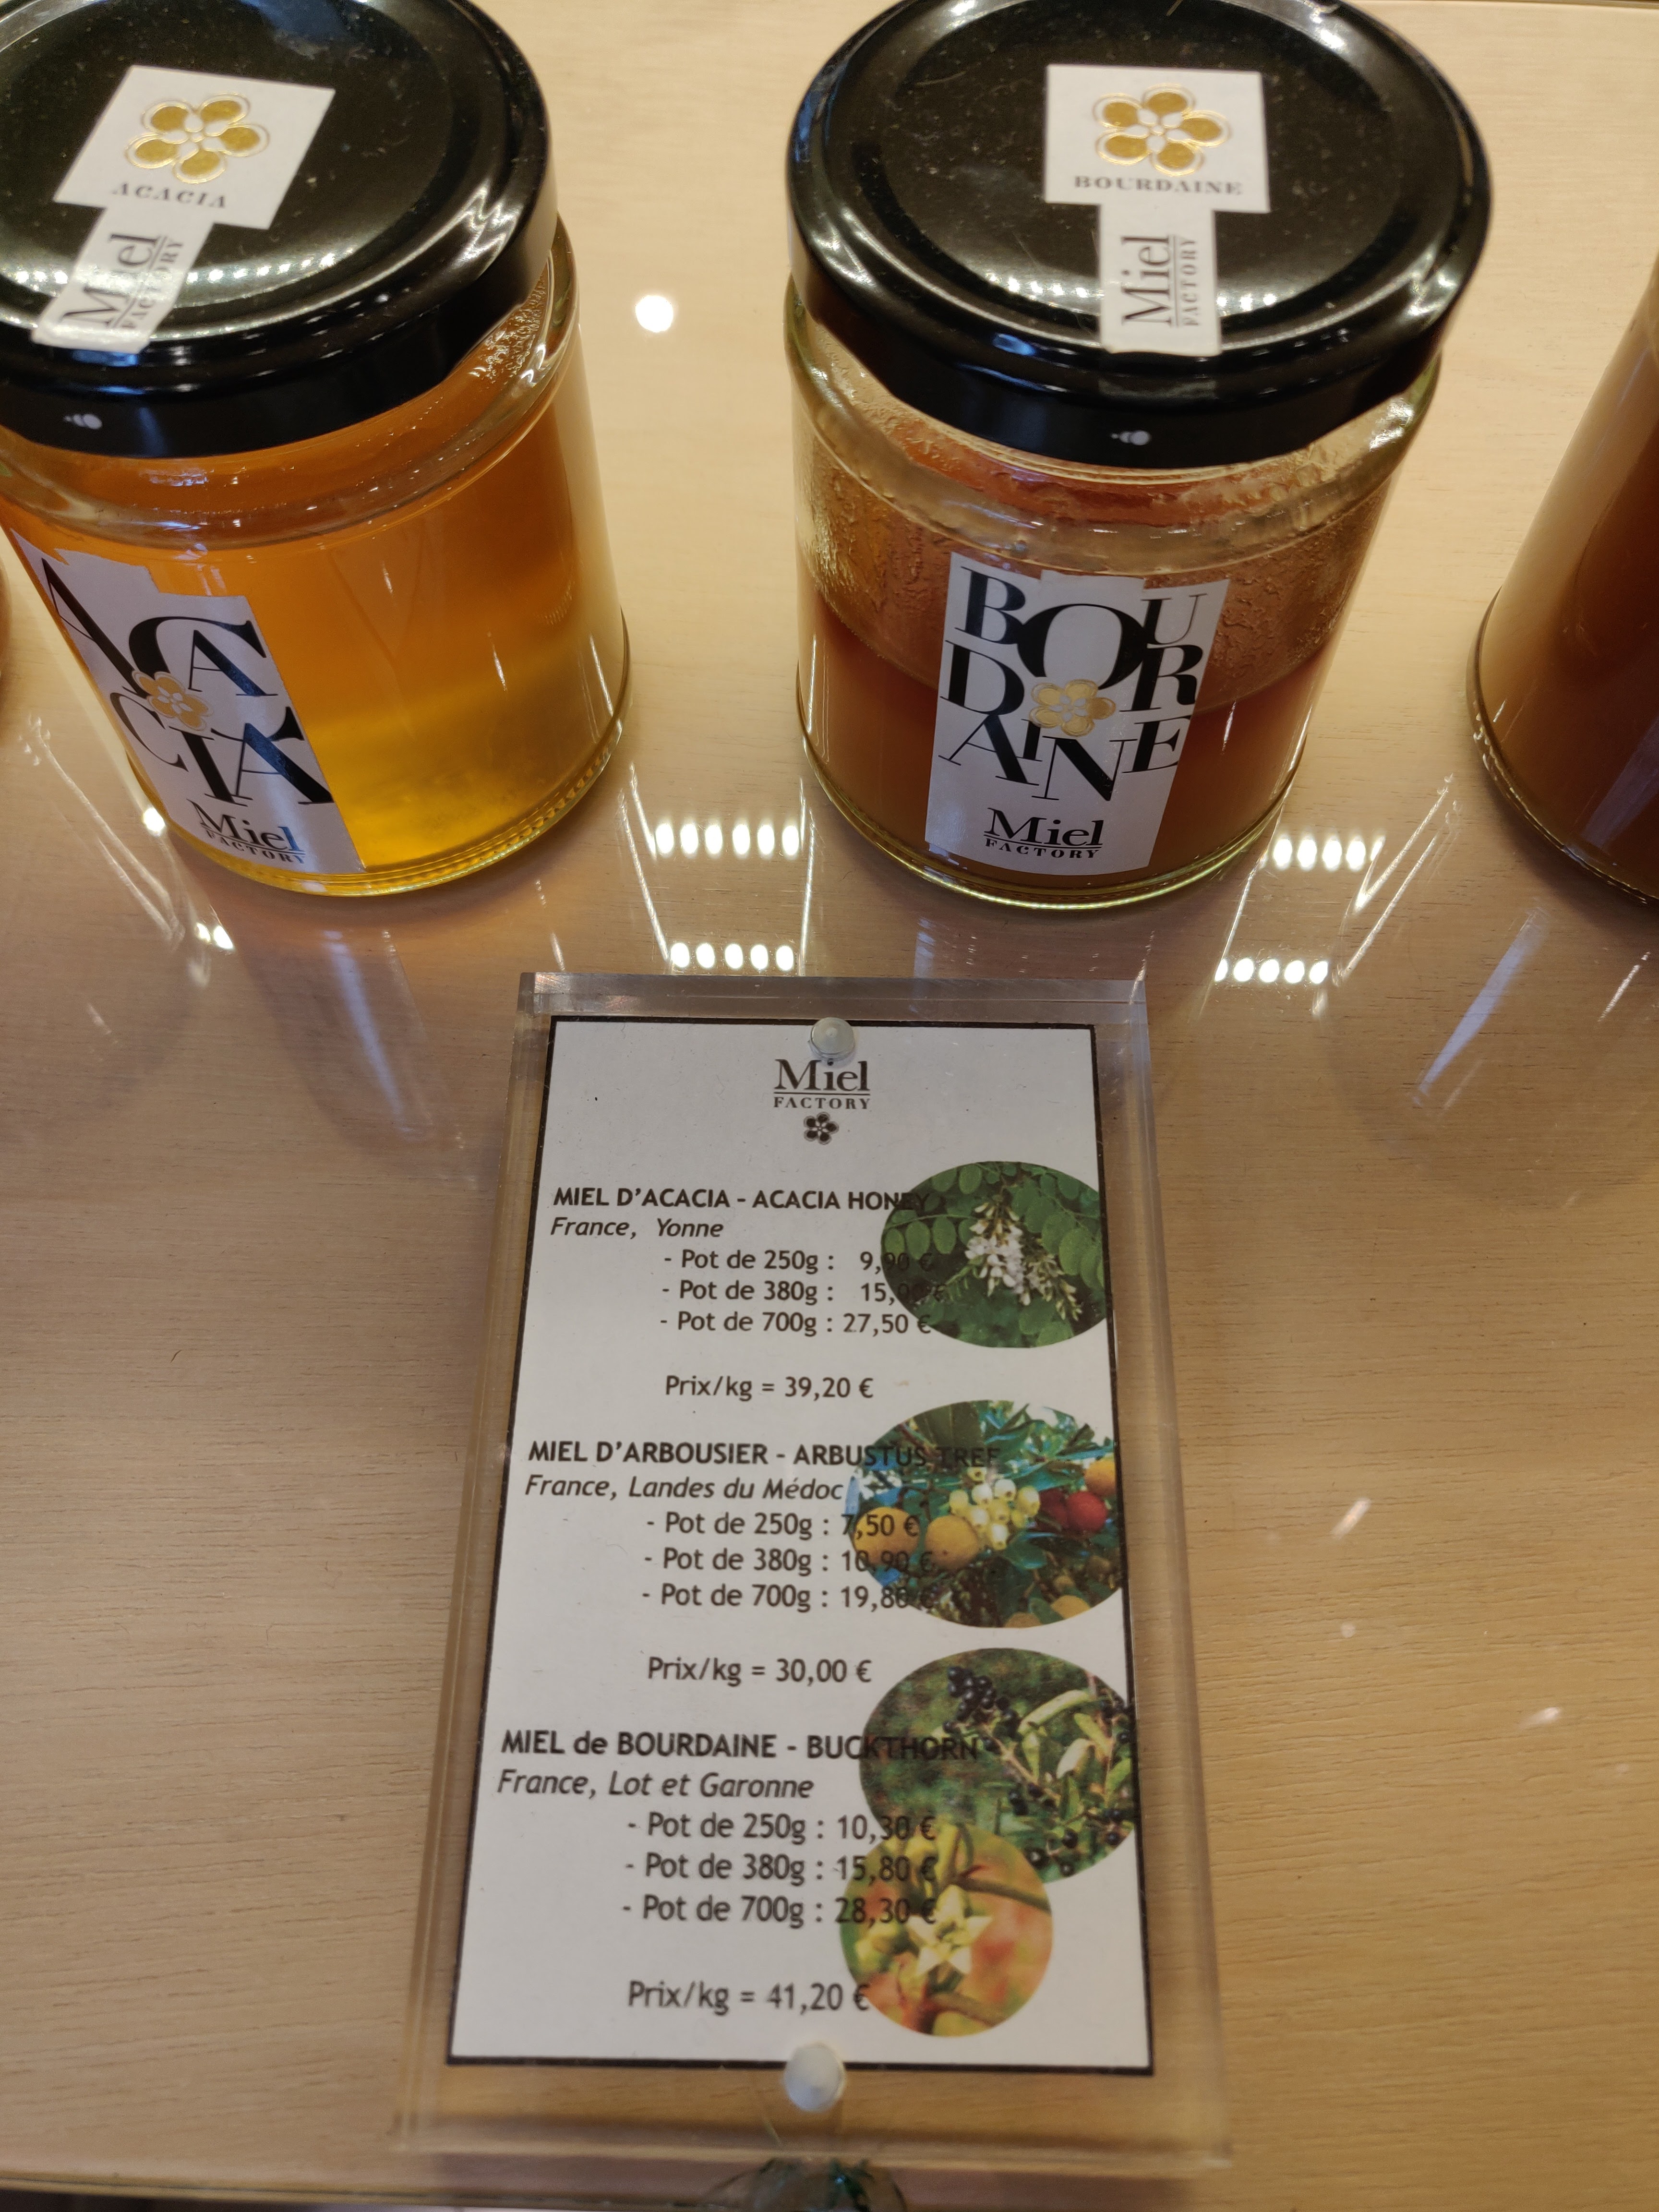 ACACIA
Miel
FACTORY
BOURDAINE
Miel
FACTORY
ACACIA
Miel
FACTORY
BOURDAINE
Miel
FACTORY
Miel
FACTORY
MIEL D'ACACIA - ACACIA HONEY
France, Yonne
- Pot de 250g : 9,90 €
- Pot de 380g : 15,00 €
- Pot de 700g : 27,50 €
Prix/kg = 39,20 €
MIEL D'ARBOUSIER - ARBUSTUS TREE
France, Landes du Médoc
- Pot de 250g : 7,50 €
- Pot de 380g : 10,90 €
- Pot de 700g : 19,80 €
Prix/kg = 30,00 €
MIEL de BOURDAINE - BUCKTHORN
France, Lot et Garonne
- Pot de 250g : 10,30 €
- Pot de 380g : 15,80 €
- Pot de 700g : 28,30 €
Prix/kg = 41,20 €